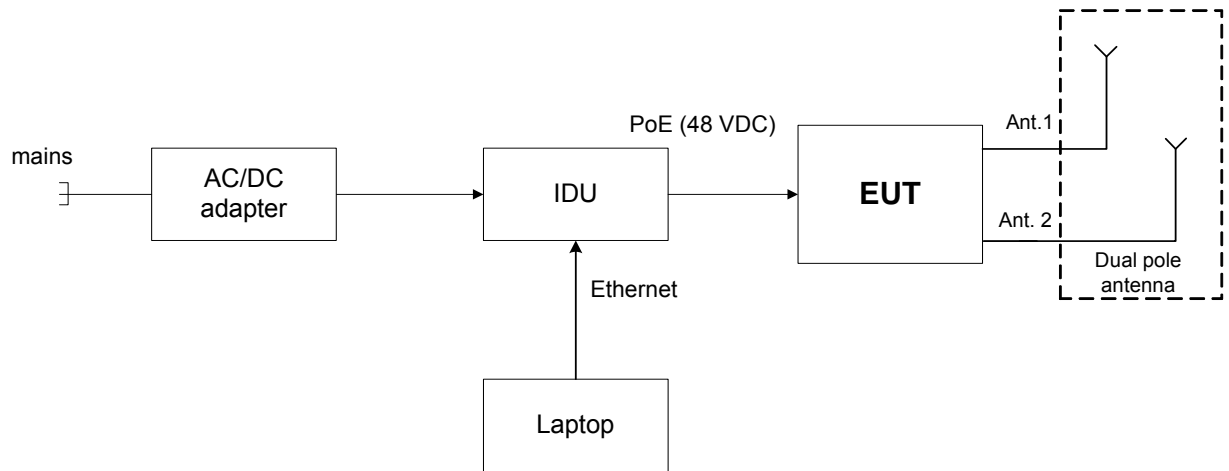 mains
AC/DC
adapter
IDU
PoE (48 VDC)
EUT
Ant.1
Ant. 2
Dual pole
antenna
Ethernet
Laptop